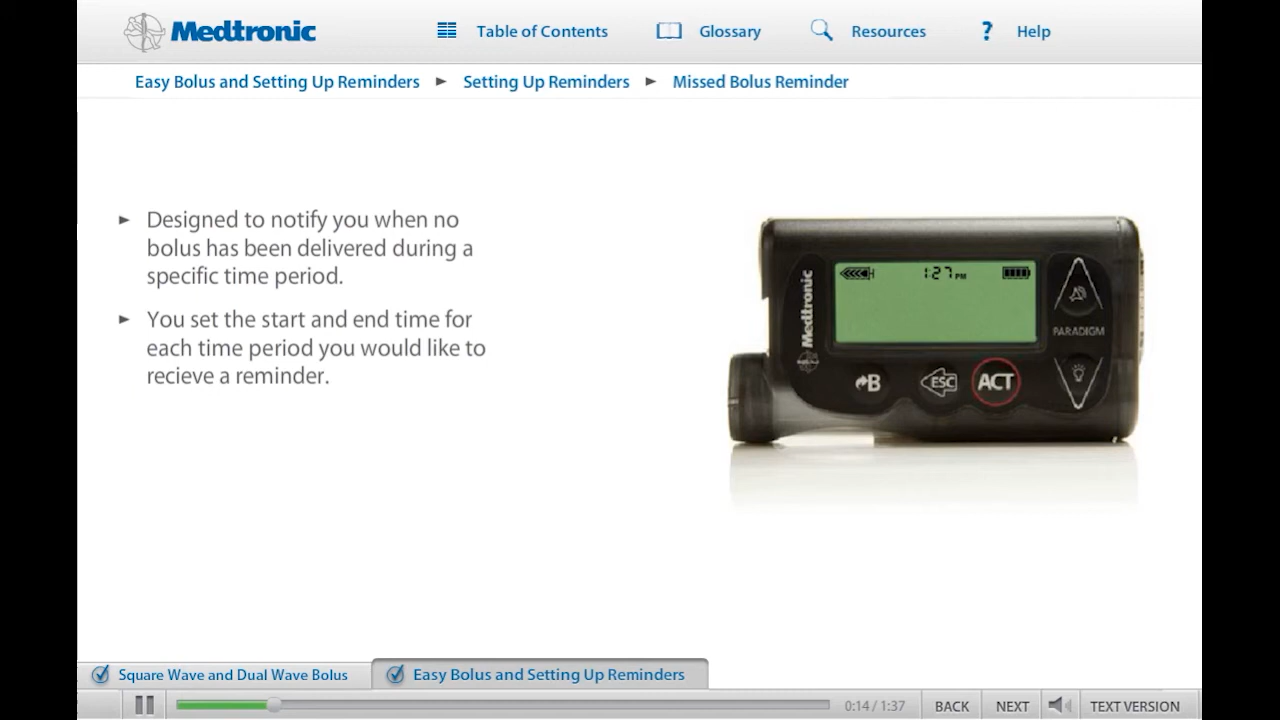 Medtronic
Table of Contents
Glossary
Resources
? Help
Easy Bolus and Setting Up Reminders ► Setting Up Reminders ► Missed Bolus Reminder
► Designed to notify you when no
bolus has been delivered during a
specific time period.
► You set the start and end time for
each time period you would like to
recieve a reminder.
Medtronic
1:27 PM
PARADIGM
B
ESC
ACT
Square Wave and Dual Wave Bolus
Easy Bolus and Setting Up Reminders
0:14 / 1:37
BACK
NEXT
TEXT VERSION